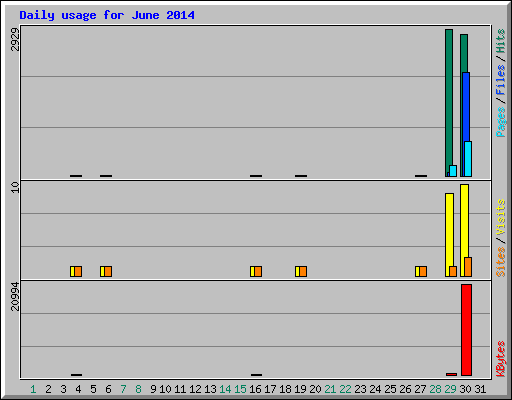 Daily usage for June 2014
2929
Pages/Files/Hits
10
Sites/Visits
20994
KBytes
1 2 3 4 5 6 7 8 9 10 11 12 13 14 15 16 17 18 19 20 21 22 23 24 25 26 27 28 29 30 31